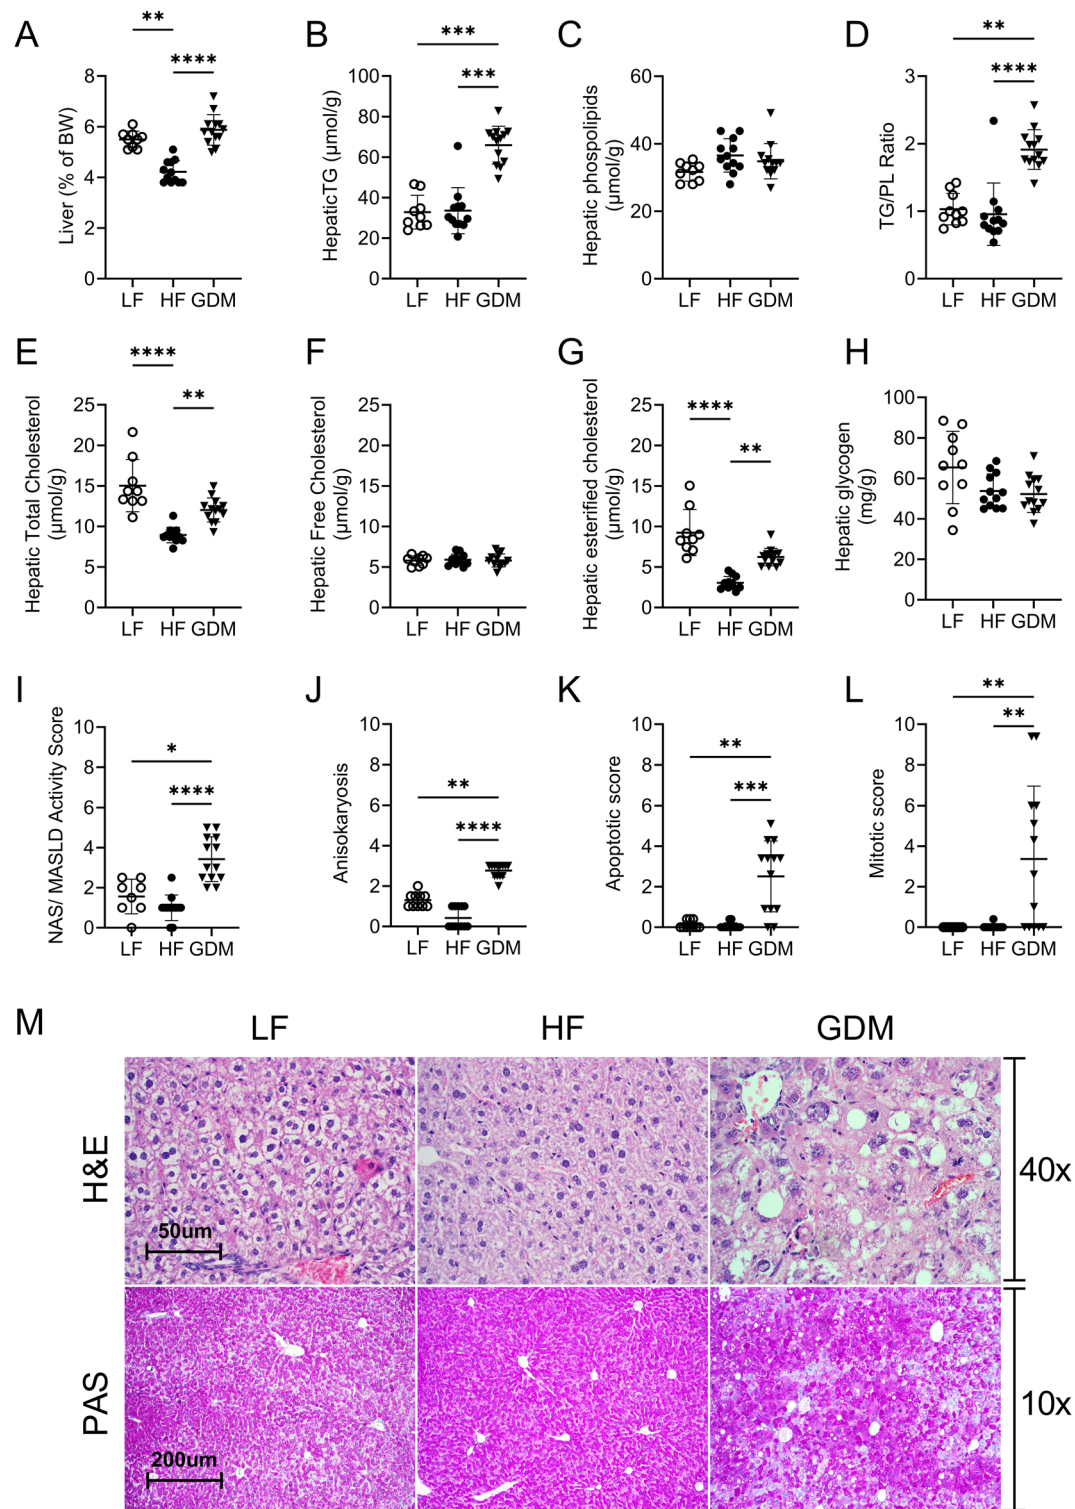 A
**
****
Liver (% of BW)
8
6
4
2
0
LF HF GDM
B
***
***
HepaticTG (µmol/g)
100
80
60
40
20
0
LF HF GDM
C
Hepatic phospolipids
(µmol/g)
60
40
20
0
LF HF GDM
D
**
****
TG/PL Ratio
3
2
1
0
LF HF GDM
E
****
**
Hepatic Total Cholesterol
(µmol/g)
25
20
15
10
5
0
LF HF GDM
F
Hepatic Free Cholesterol
(µmol/g)
25
20
15
10
5
0
LF HF GDM
G
****
**
Hepatic esterified cholesterol
(µmol/g)
25
20
15
10
5
0
LF HF GDM
H
Hepatic glycogen
(mg/g)
100
80
60
40
20
0
LF HF GDM
I
*
****
NAS/ MASLD Activity Score
10
8
6
4
2
0
LF HF GDM
J
**
****
Anisokaryosis
10
8
6
4
2
0
LF HF GDM
K
**
***
Apoptotic score
10
8
6
4
2
0
LF HF GDM
L
**
**
Mitotic score
10
8
6
4
2
0
LF HF GDM
M
LF HF GDM
H&E
50um
40x
PAS
200um
10x